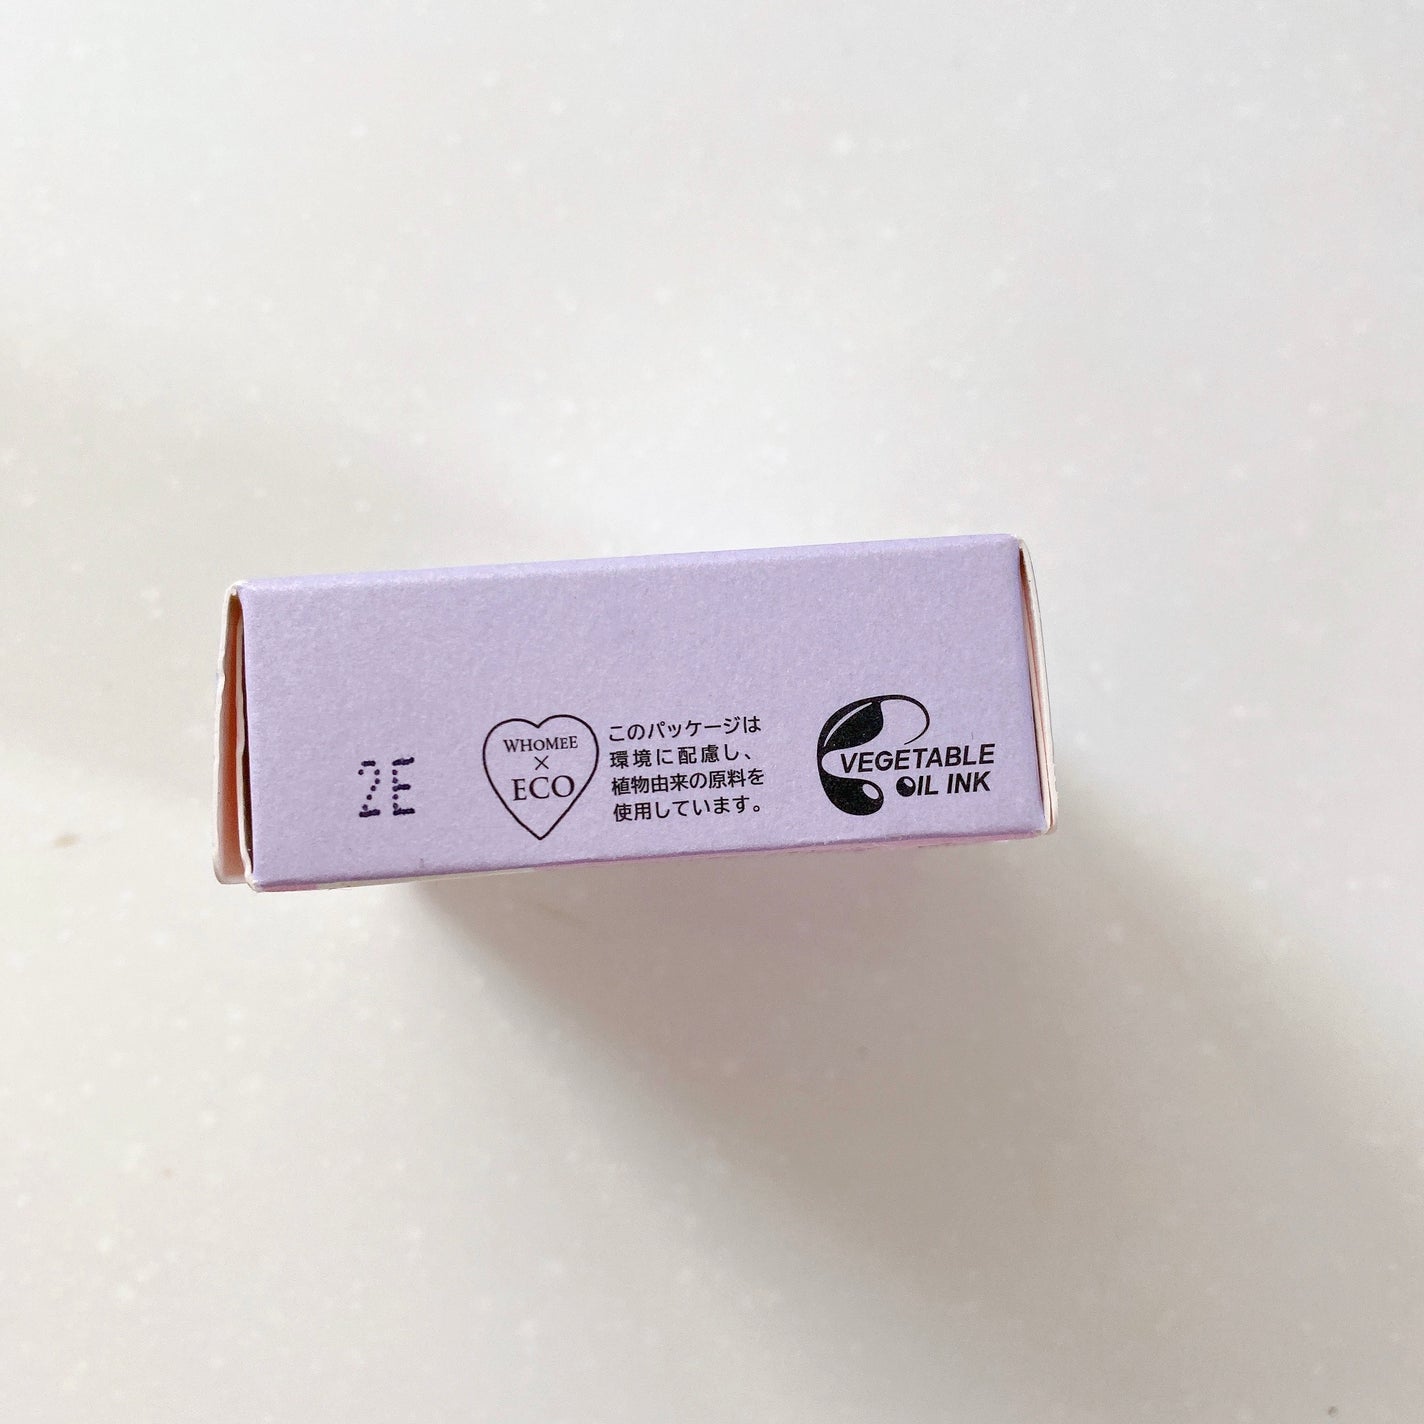 2E
WHOMEE
×
ECO
このパッケージは
環境に配慮し、
植物由来の原料を
使用しています。
VEGETABLE
OIL INK